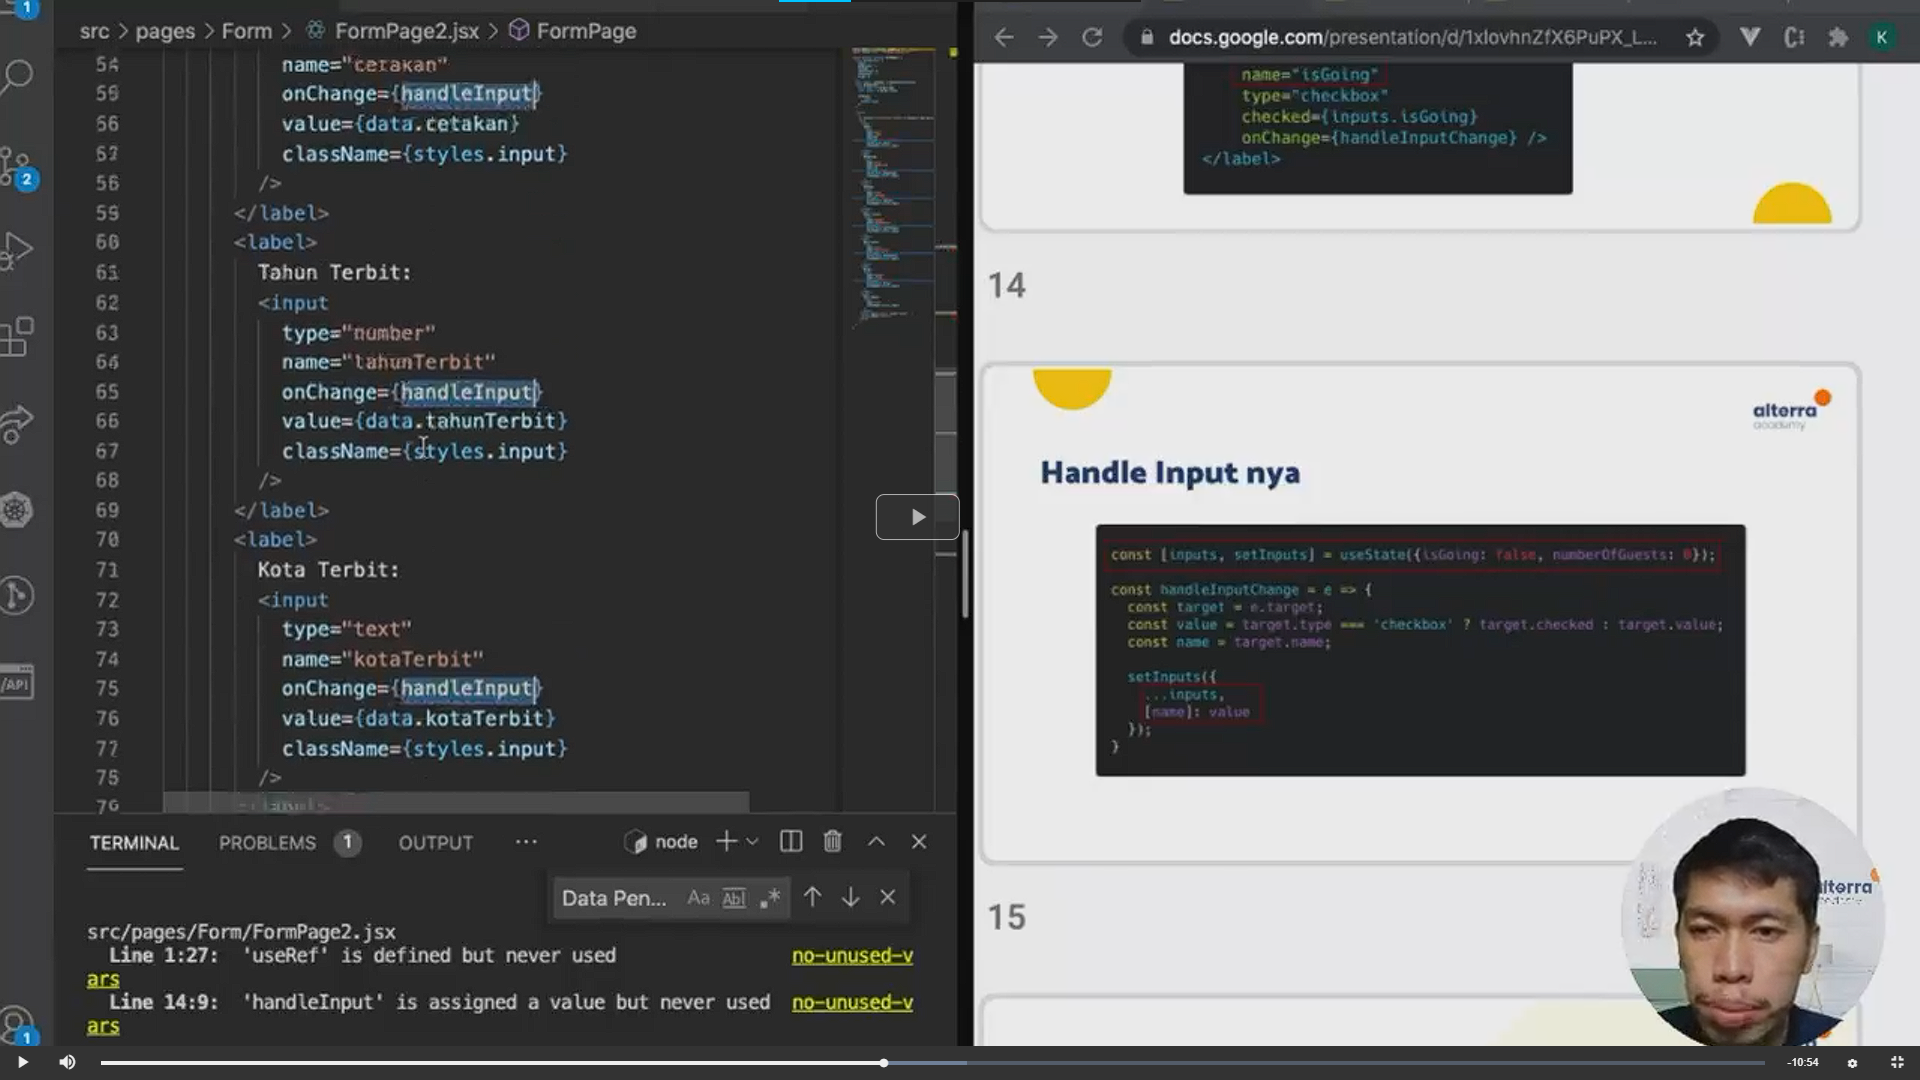 src > pages > Form > FormPage2.jsx > FormPage
54 name="cetakan"
55 onChange={handleInput}
56 value={data.cetakan}
57 className={styles.input}
58 />
59 </label>
60 <label>
61 Tahun Terbit:
62 <input
63 type="number"
64 name="tahunTerbit"
65 onChange={handleInput}
66 value={data.tahunTerbit}
67 className={styles.input}
68 />
69 </label>
70 <label>
71 Kota Terbit:
72 <input
73 type="text"
74 name="kotaTerbit"
75 onChange={handleInput}
76 value={data.kotaTerbit}
77 className={styles.input}
78 />
79 </label>
1
2
/API
1
TERMINAL PROBLEMS 1 OUTPUT ... node
Data Pen... Aa Abl .*
src/pages/Form/FormPage2.jsx
Line 1:27: 'useRef' is defined but never used no-unused-v
ars
Line 14:9: 'handleInput' is assigned a value but never used no-unused-v
ars
docs.google.com/presentation/d/1xlovhnZfX6PuPX_L... K
name="isGoing"
type="checkbox"
checked={inputs.isGoing}
onChange={handleInputChange} />
</label>
14
alterra
academy
Handle Input nya
const [inputs, setInputs] = useState({isGoing: false, numberOfGuests: 0});
const handleInputChange = e => {
const target = e.target;
const value = target.type === 'checkbox' ? target.checked : target.value;
const name = target.name;
setInputs({
...inputs,
[name]: value
});
}
15
-10:54